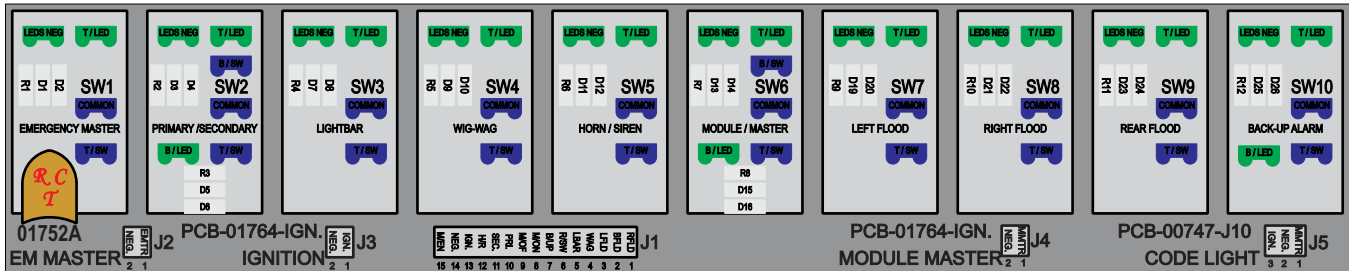 LEDS NEG T / LED
R1 D1 D2 SW1
COMMON
EMERGENCY MASTER
T / SW
R C
T
LEDS NEG T / LED
B / SW
R2 D3 D4 SW2
COMMON
PRIMARY /SECONDARY
B / LED T / SW
R3
D5
D6
LEDS NEG T / LED
R4 D7 D8 SW3
COMMON
LIGHTBAR
T / SW
LEDS NEG T / LED
R5 D9 D10 SW4
COMMON
WIG-WAG
T / SW
LEDS NEG T / LED
R6 D11 D12 SW5
COMMON
HORN / SIREN
T / SW
LEDS NEG T / LED
B / SW
R7 D13 D14 SW6
COMMON
MODULE / MASTER
B / LED T / SW
R8
D15
D16
LEDS NEG T / LED
R9 D19 D20 SW7
COMMON
LEFT FLOOD
T / SW
LEDS NEG T / LED
R10 D21 D22 SW8
COMMON
RIGHT FLOOD
T / SW
LEDS NEG T / LED
R11 D23 D24 SW9
COMMON
REAR FLOOD
T / SW
LEDS NEG T / LED
R12 D25 D26 SW10
COMMON
BACK-UP ALARM
B / LED T / SW
01752A
EM MASTER
NEG. EMTR J2
2 1
PCB-01764-IGN.
IGNITION
NEG. IGN. J3
2 1
MEN NEG. IGN. H/R SEC. PRI. MOF MON B/UP R/SW L/BAR WAG LFLD BFLD RFLD J1
15 14 13 12 11 10 9 8 7 6 5 4 3 2 1
PCB-01764-IGN.
MODULE MASTER
NEG. MMTR J4
2 1
PCB-00747-J10
CODE LIGHT
IGN. NEG. MMTR J5
3 2 1